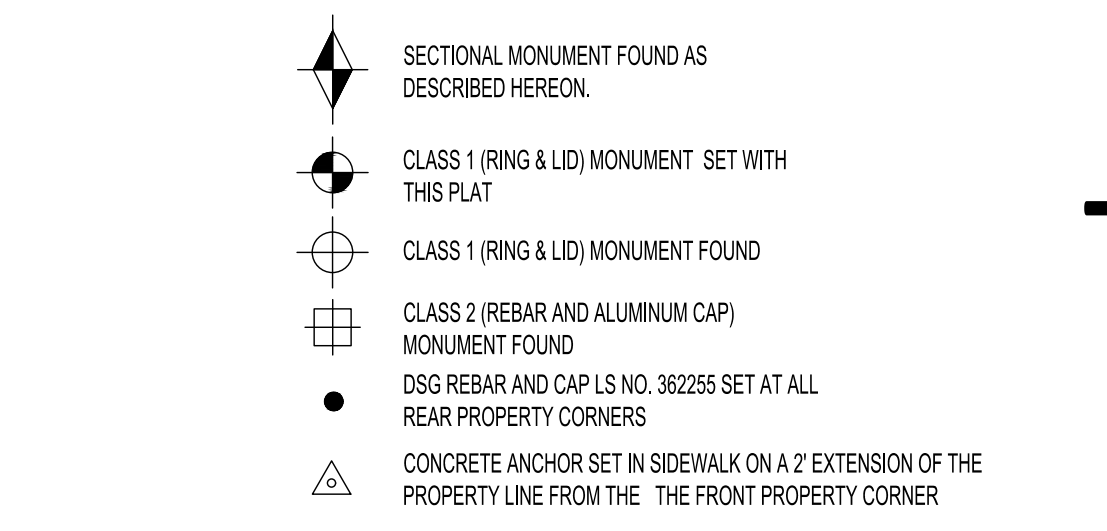 SECTIONAL MONUMENT FOUND AS
DESCRIBED HEREON.
CLASS 1 (RING & LID) MONUMENT SET WITH
THIS PLAT
CLASS 1 (RING & LID) MONUMENT FOUND
CLASS 2 (REBAR AND ALUMINUM CAP)
MONUMENT FOUND
DSG REBAR AND CAP LS NO. 362255 SET AT ALL
REAR PROPERTY CORNERS
CONCRETE ANCHOR SET IN SIDEWALK ON A 2' EXTENSION OF THE
PROPERTY LINE FROM THE THE FRONT PROPERTY CORNER